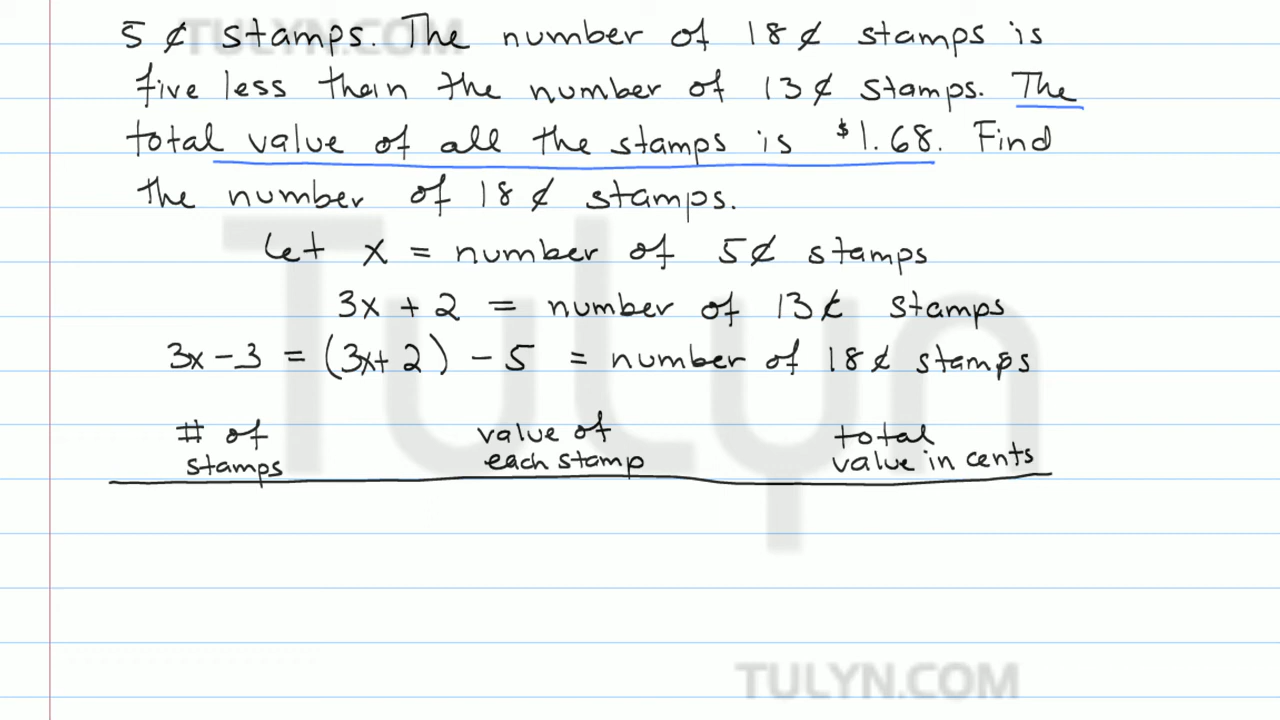 5 ¢ stamps. The number of 18 ¢ stamps is
five less than the number of 13 ¢ stamps. The
total value of all the stamps is $1.68. Find
the number of 18 ¢ stamps.
Let x = number of 5¢ stamps
3x + 2 = number of 13 ¢ stamps
3x - 3 = (3x + 2) - 5 = number of 18 ¢ stamps
# of stamps value of each stamp total value in cents
TULYN.COM
Tulyn
TULYN.COM